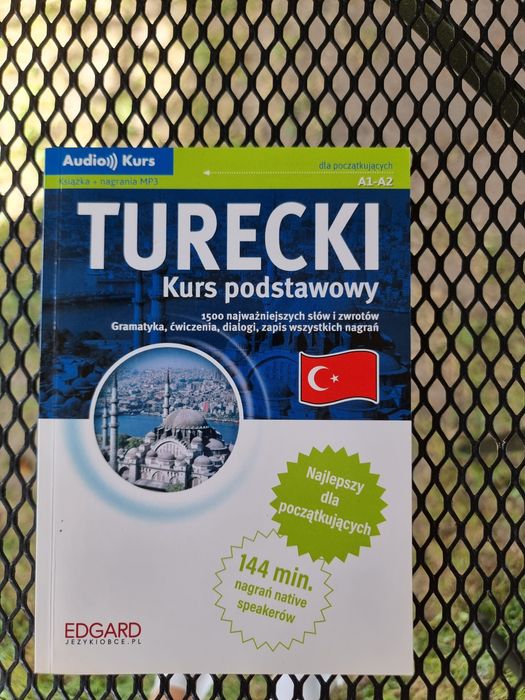 Audio))) Kurs
dla początkujących
Książka + nagrania MP3
A1-A2
TURECKI
Kurs podstawowy
1500 najważniejszych słów i zwrotów
Gramatyka, ćwiczenia, dialogi, zapis wszystkich nagrań
Najlepszy
dla
początkujących
144 min.
nagrań native
speakerów
EDGARD
JEZYKIOBCE.PL